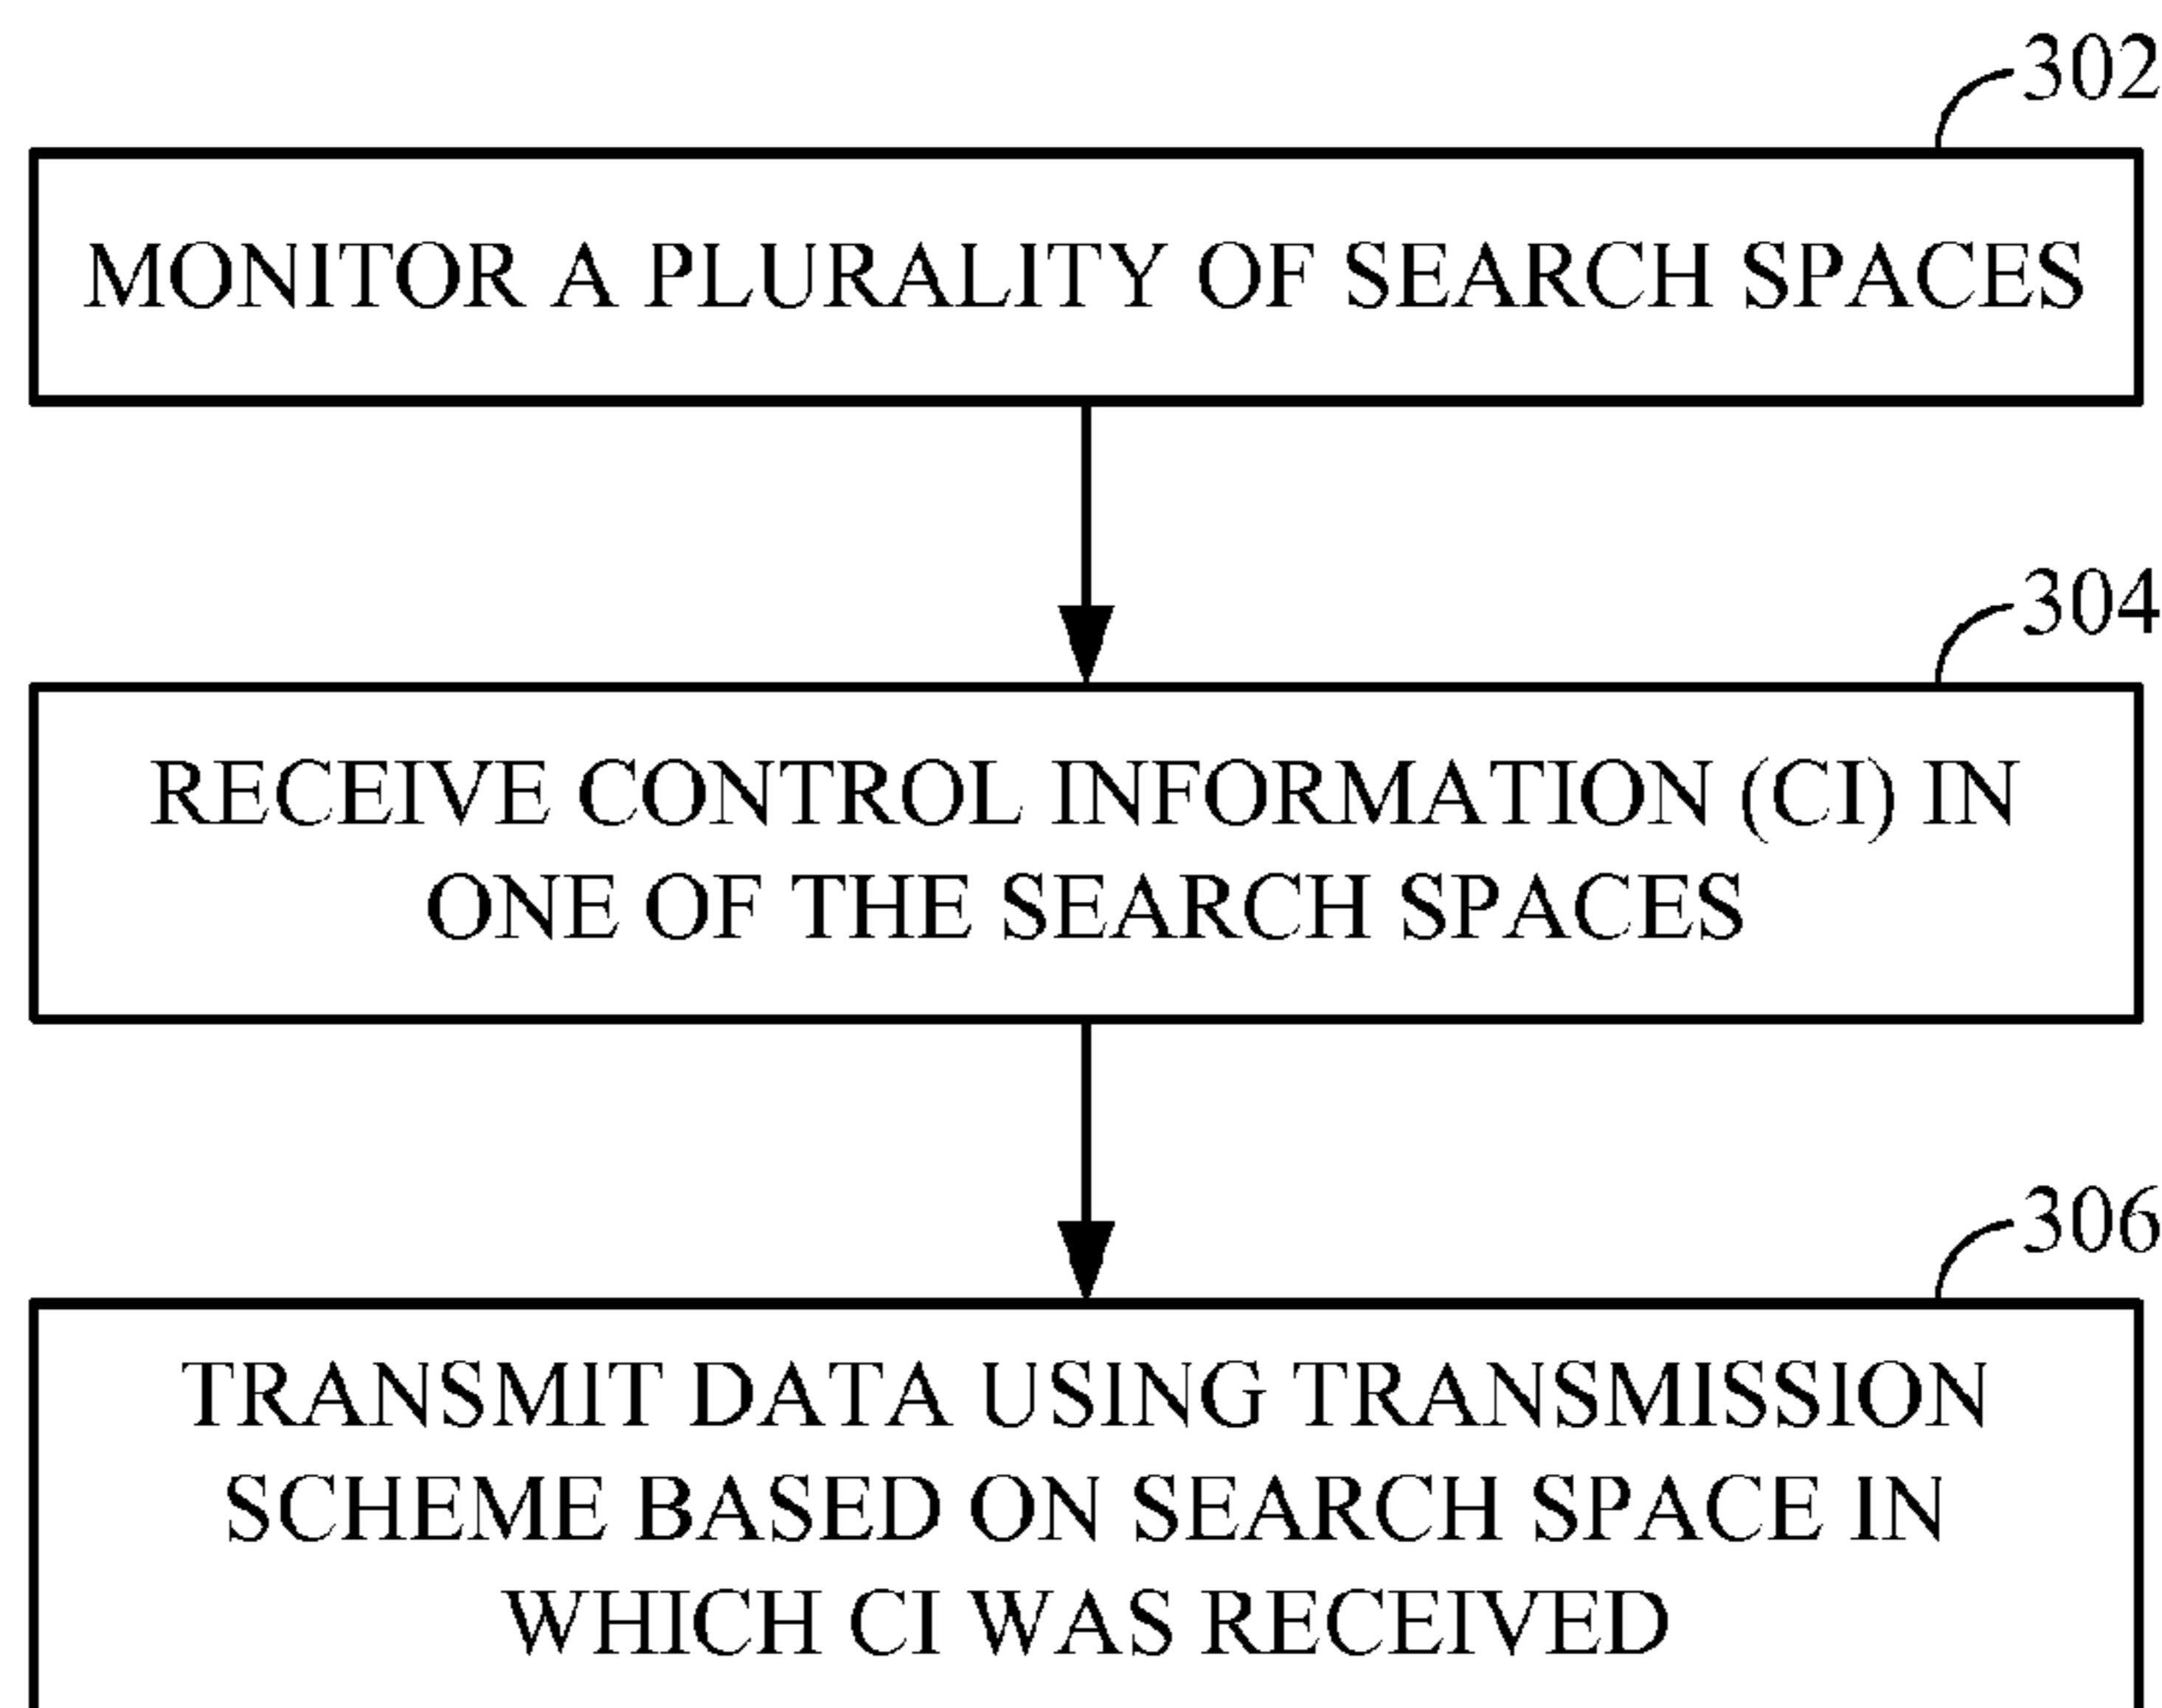 302
MONITOR A PLURALITY OF SEARCH SPACES
304
RECEIVE CONTROL INFORMATION (CI) IN
ONE OF THE SEARCH SPACES
306
TRANSMIT DATA USING TRANSMISSION
SCHEME BASED ON SEARCH SPACE IN
WHICH CI WAS RECEIVED